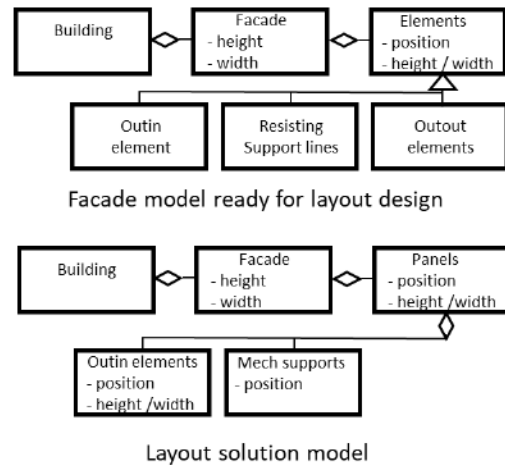 Building
Facade
- height
- width
Elements
- position
- height / width
Outin
element
Resisting
Support lines
Outout
elements
Facade model ready for layout design
Building
Facade
- height
- width
Panels
- position
- height /width
Outin elements
- position
- height /width
Mech supports
- position
Layout solution model